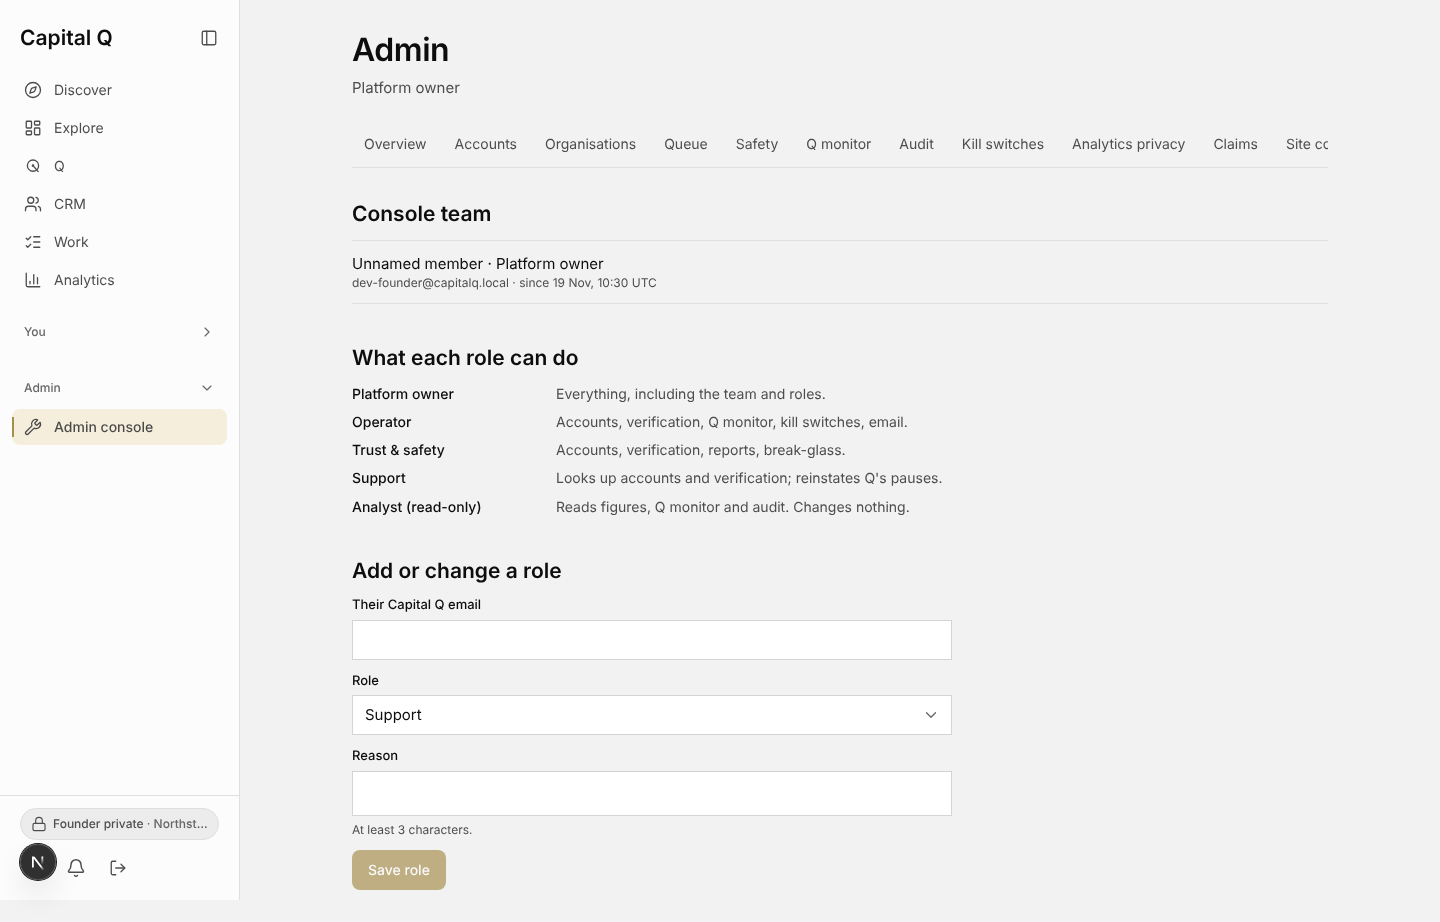 Capital Q
Discover
Explore
Q
CRM
Work
Analytics
You
Admin
Admin console
Founder private · Northst...
N
Admin
Platform owner
Overview Accounts Organisations Queue Safety Q monitor Audit Kill switches Analytics privacy Claims Site co
Console team
Unnamed member · Platform owner
dev-founder@capitalq.local · since 19 Nov, 10:30 UTC
What each role can do
Platform owner Everything, including the team and roles.
Operator Accounts, verification, Q monitor, kill switches, email.
Trust & safety Accounts, verification, reports, break-glass.
Support Looks up accounts and verification; reinstates Q's pauses.
Analyst (read-only) Reads figures, Q monitor and audit. Changes nothing.
Add or change a role
Their Capital Q email
Role
Support
Reason
At least 3 characters.
Save role